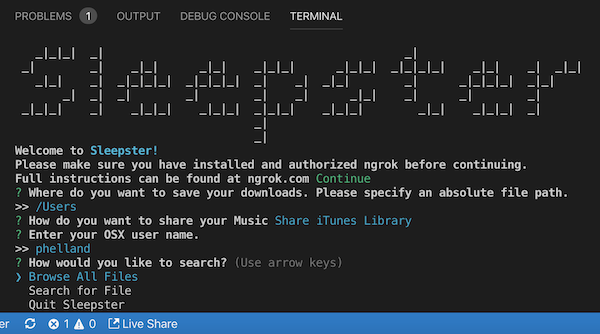 PROBLEMS 1 OUTPUT DEBUG CONSOLE TERMINAL
Sleepster
Welcome to Sleepster!
Please make sure you have installed and authorized ngrok before continuing.
Full instructions can be found at ngrok.com Continue
? Where do you want to save your downloads. Please specify an absolute file path.
>> /Users
? How do you want to share your Music Share iTunes Library
? Enter your OSX user name.
>> phelland
? How would you like to search? (Use arrow keys)
❯ Browse All Files
Search for File
Quit Sleepster
er 1 0 Live Share